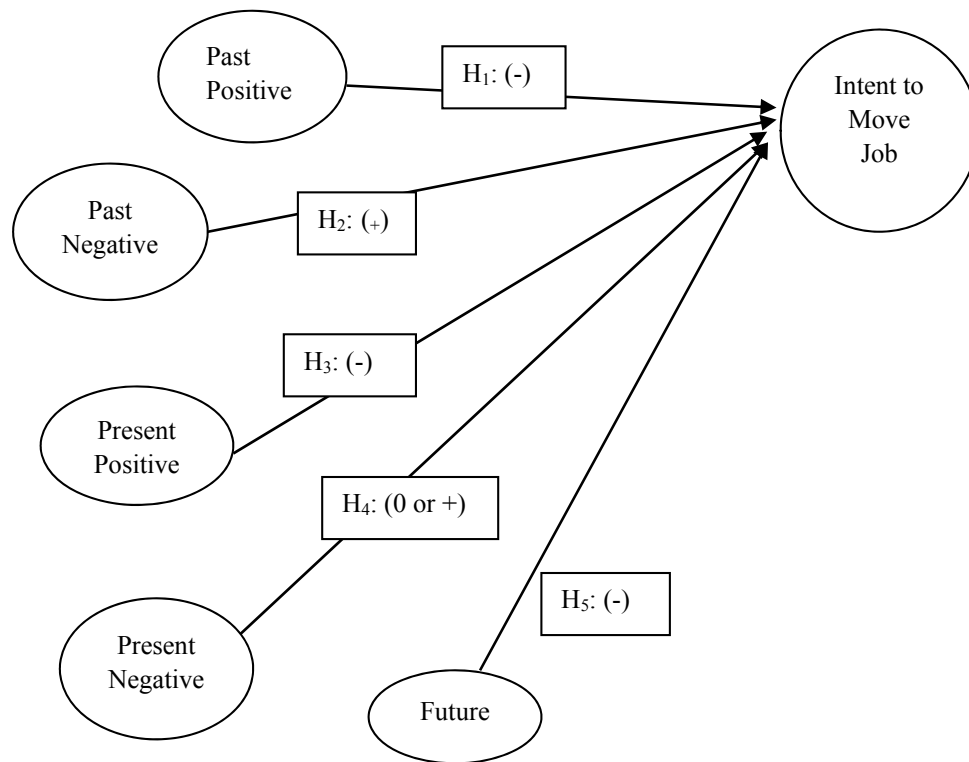 Past
Positive
H₁: (-)
Intent to
Move
Job
Past
Negative
H₂: (+)
H₃: (-)
Present
Positive
H₄: (0 or +)
H₅: (-)
Present
Negative
Future